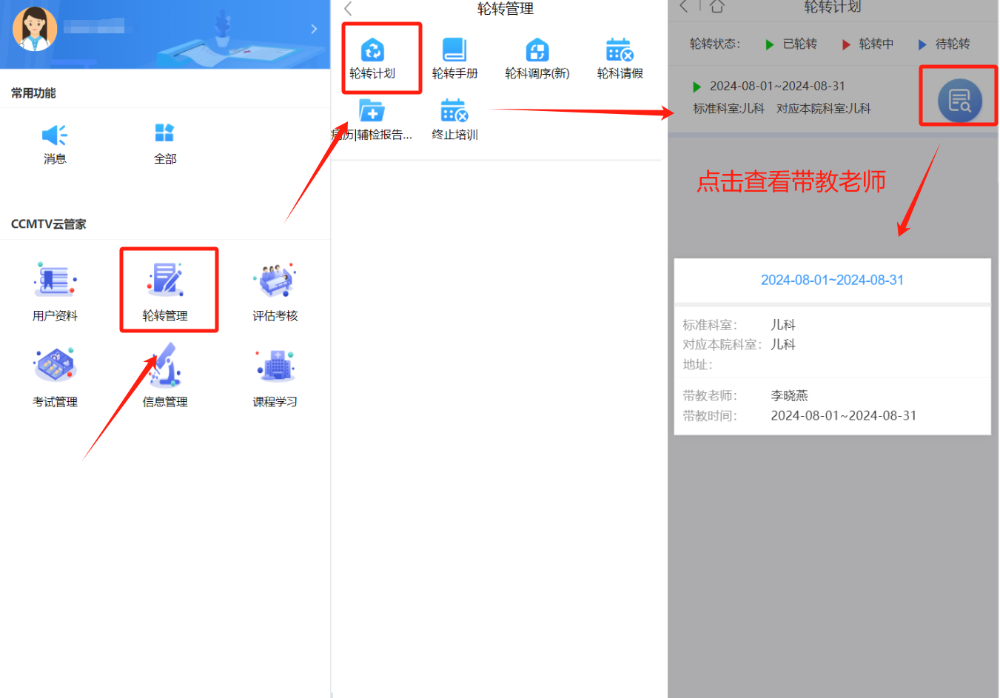 常用功能
消息
全部
CCMTV云管家
用户资料
轮转管理
评估考核
考试管理
信息管理
课程学习
轮转管理
轮转计划
轮转手册
轮科调序(新)
轮科请假
病历|辅检报告...
终止培训
轮转计划
轮转状态:
已轮转
轮转中
待轮转
2024-08-01~2024-08-31
标准科室:儿科 对应本院科室:儿科
点击查看带教老师
2024-08-01~2024-08-31
标准科室: 儿科
对应本院科室: 儿科
地址:
带教老师: 李晓燕
带教时间: 2024-08-01~2024-08-31